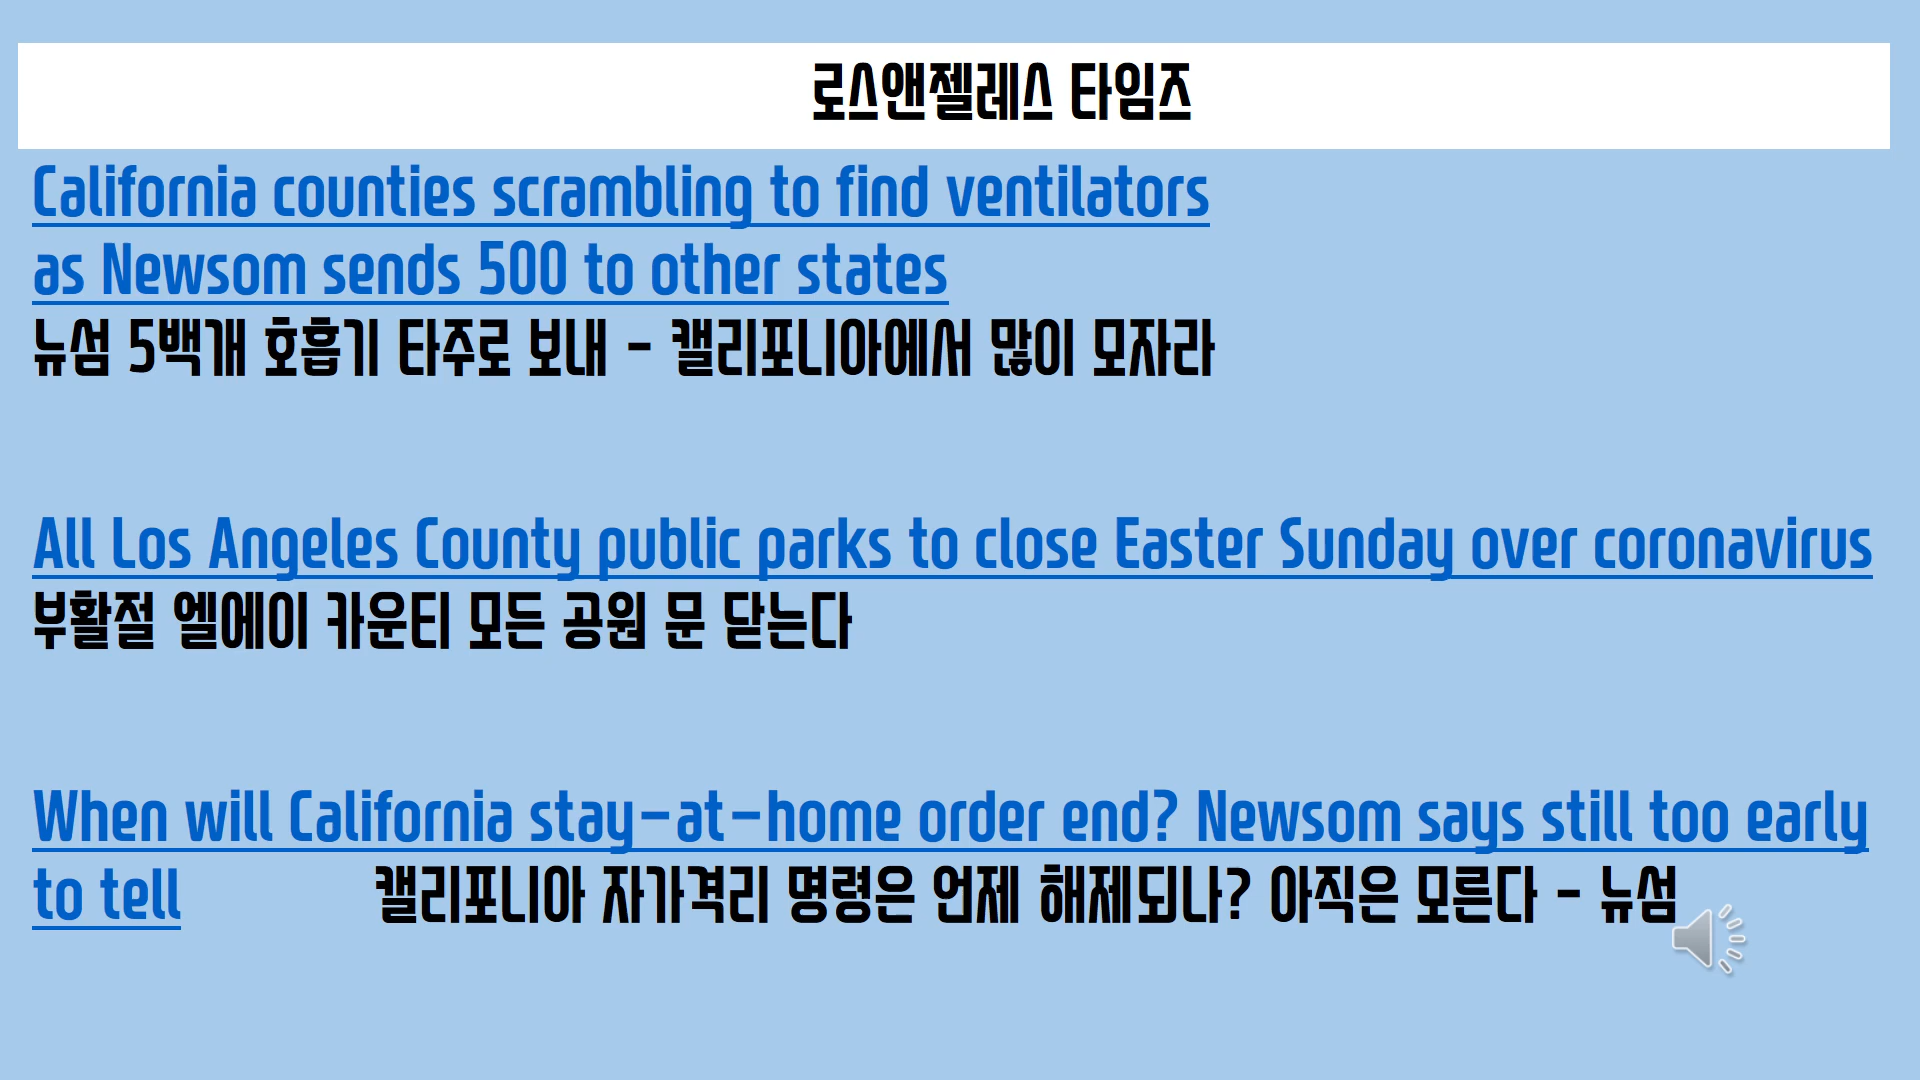 로스앤젤레스 타임즈
California counties scrambling to find ventilators
as Newsom sends 500 to other states
뉴섬 5백개 호흡기 타주로 보내 - 캘리포니아에서 많이 모자라
All Los Angeles County public parks to close Easter Sunday over coronavirus
부활절 엘에이 카운티 모든 공원 문 닫는다
When will California stay-at-home order end? Newsom says still too early
to tell 캘리포니아 자가격리 명령은 언제 해제되나? 아직은 모른다 - 뉴섬